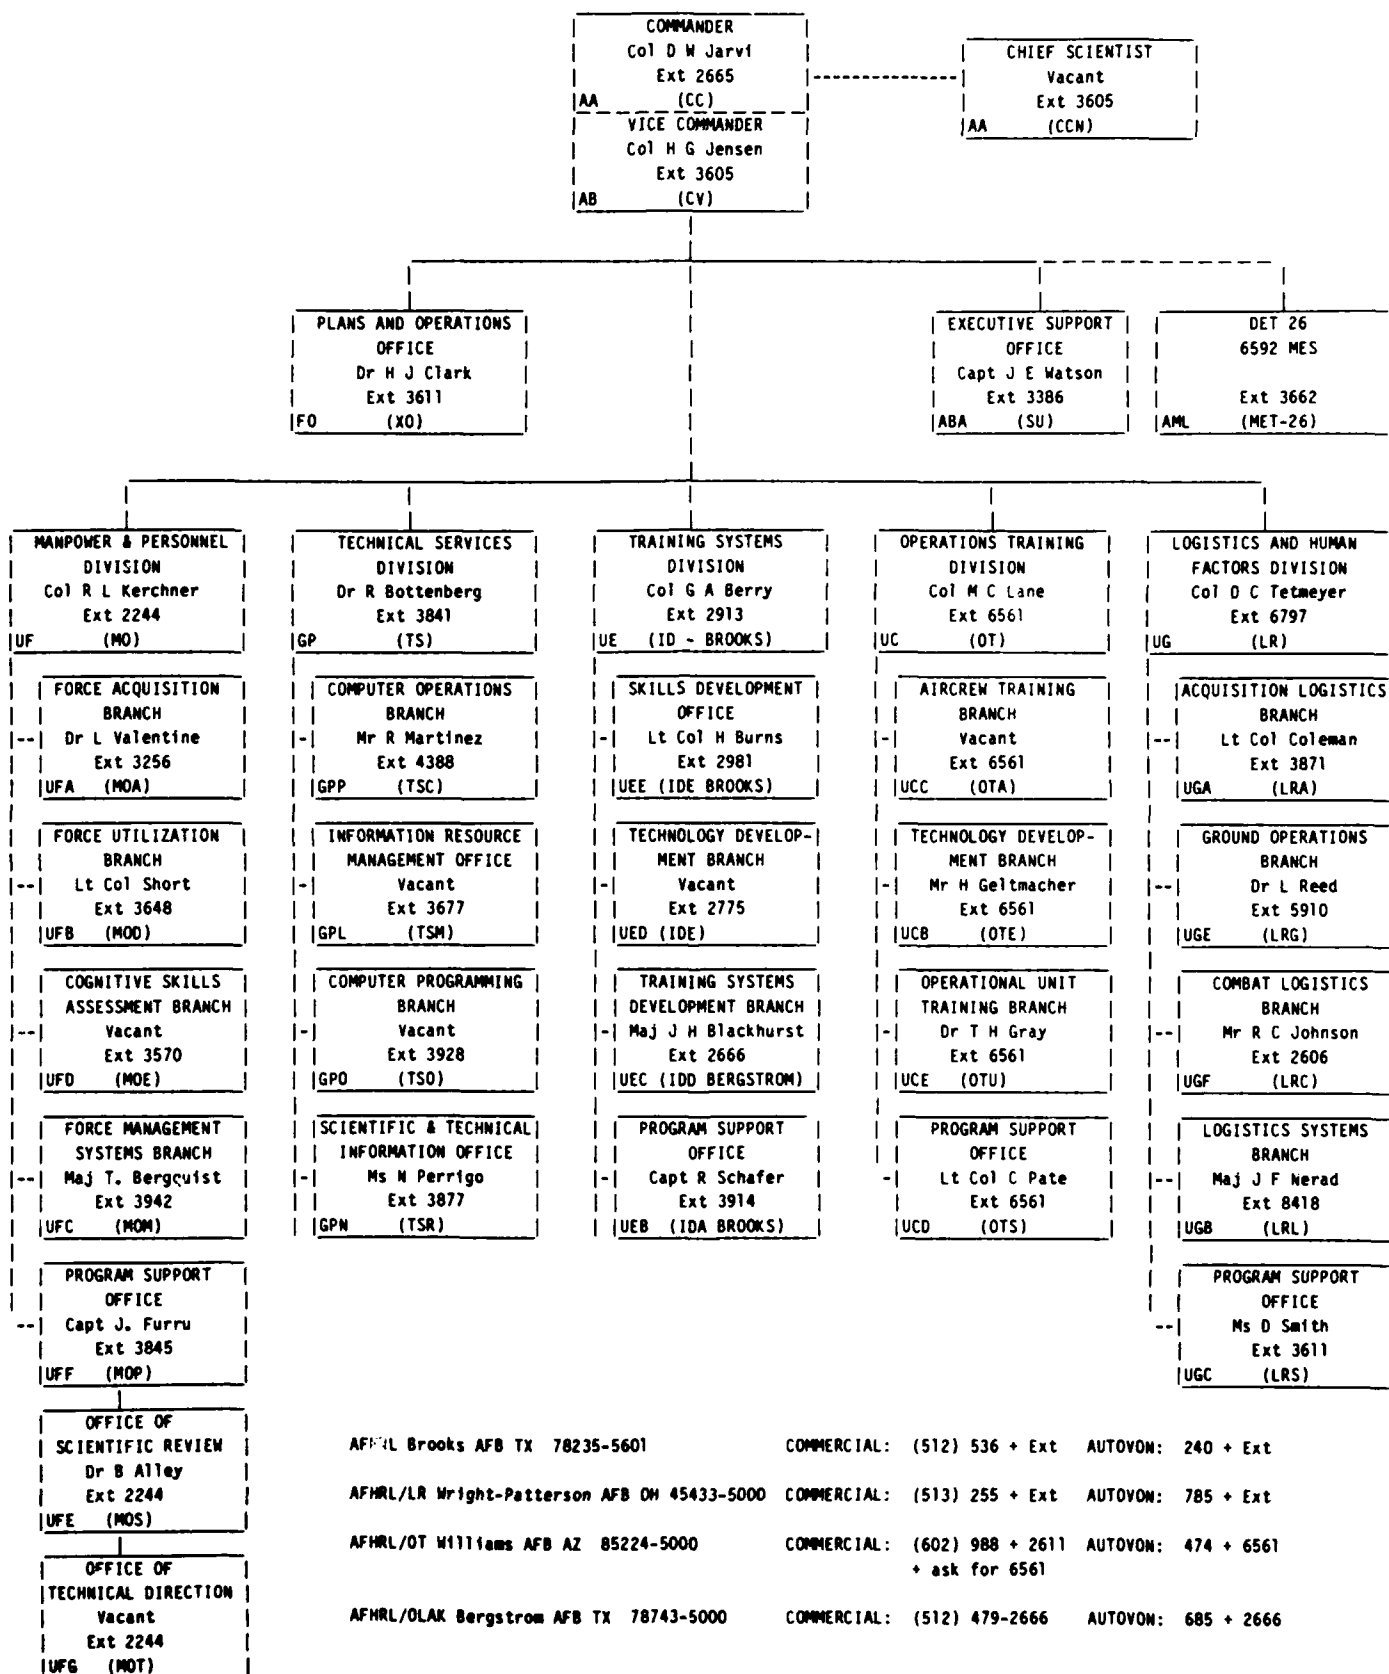 COMMANDER
Col D W Jarvi
Ext 2665
AA (CC)
CHIEF SCIENTIST
Vacant
Ext 3605
AA (CCN)
VICE COMMANDER
Col H G Jensen
Ext 3605
AB (CV)
PLANS AND OPERATIONS
OFFICE
Dr H J Clark
Ext 3611
FO (XO)
EXECUTIVE SUPPORT
OFFICE
Capt J E Watson
Ext 3386
ABA (SU)
DET 26
6592 MES
Ext 3662
AML (MET-26)
MANPOWER & PERSONNEL
DIVISION
Col R L Kerchner
Ext 2244
UF (MO)
FORCE ACQUISITION
BRANCH
Dr L Valentine
Ext 3256
UFA (MOA)
FORCE UTILIZATION
BRANCH
Lt Col Short
Ext 3648
UFB (MOD)
COGNITIVE SKILLS
ASSESSMENT BRANCH
Vacant
Ext 3570
UFD (MOE)
FORCE MANAGEMENT
SYSTEMS BRANCH
Maj T. Bergquist
Ext 3942
UFC (MOM)
PROGRAM SUPPORT
OFFICE
Capt J. Furru
Ext 3845
UFF (MOP)
OFFICE OF
SCIENTIFIC REVIEW
Dr B Alley
Ext 2244
UFE (MOS)
OFFICE OF
TECHNICAL DIRECTION
Vacant
Ext 2244
UFG (MOT)
TECHNICAL SERVICES
DIVISION
Dr R Bottenberg
Ext 3841
GP (TS)
COMPUTER OPERATIONS
BRANCH
Mr R Martinez
Ext 4388
GPP (TSC)
INFORMATION RESOURCE
MANAGEMENT OFFICE
Vacant
Ext 3677
GPL (TSM)
COMPUTER PROGRAMMING
BRANCH
Vacant
Ext 3928
GPO (TSO)
SCIENTIFIC & TECHNICAL
INFORMATION OFFICE
Ms N Perrigo
Ext 3877
GPN (TSR)
TRAINING SYSTEMS
DIVISION
Col G A Berry
Ext 2913
UE (ID - BROOKS)
SKILLS DEVELOPMENT
OFFICE
Lt Col H Burns
Ext 2981
UEE (IDE BROOKS)
TECHNOLOGY DEVELOP-
MENT BRANCH
Vacant
Ext 2775
UED (IDE)
TRAINING SYSTEMS
DEVELOPMENT BRANCH
Maj J H Blackhurst
Ext 2666
UEC (IDD BERGSTROM)
PROGRAM SUPPORT
OFFICE
Capt R Schafer
Ext 3914
UEB (IDA BROOKS)
OPERATIONS TRAINING
DIVISION
Col M C Lane
Ext 6561
UC (OT)
AIRCREW TRAINING
BRANCH
Vacant
Ext 6561
UCC (OTA)
TECHNOLOGY DEVELOP-
MENT BRANCH
Mr H Geltmacher
Ext 6561
UCB (OTE)
OPERATIONAL UNIT
TRAINING BRANCH
Dr T H Gray
Ext 6561
UCE (OTU)
PROGRAM SUPPORT
OFFICE
Lt Col C Pate
Ext 6561
UCD (OTS)
LOGISTICS AND HUMAN
FACTORS DIVISION
Col D C Tetmeyer
Ext 6797
UG (LR)
ACQUISITION LOGISTICS
BRANCH
Lt Col Coleman
Ext 3871
UGA (LRA)
GROUND OPERATIONS
BRANCH
Dr L Reed
Ext 5910
UGE (LRG)
COMBAT LOGISTICS
BRANCH
Mr R C Johnson
Ext 2606
UGF (LRC)
LOGISTICS SYSTEMS
BRANCH
Maj J F Nerad
Ext 8418
UGB (LRL)
PROGRAM SUPPORT
OFFICE
Ms D Smith
Ext 3611
UGC (LRS)
AFHRL Brooks AFB TX 78235-5601 COMMERCIAL: (512) 536 + Ext AUTOVON: 240 + Ext
AFHRL/LR Wright-Patterson AFB OH 45433-5000 COMMERCIAL: (513) 255 + Ext AUTOVON: 785 + Ext
AFHRL/OT Williams AFB AZ 85224-5000 COMMERCIAL: (602) 988 + 2611 AUTOVON: 474 + 6561
+ ask for 6561
AFHRL/OLAK Bergstrom AFB TX 78743-5000 COMMERCIAL: (512) 479-2666 AUTOVON: 685 + 2666